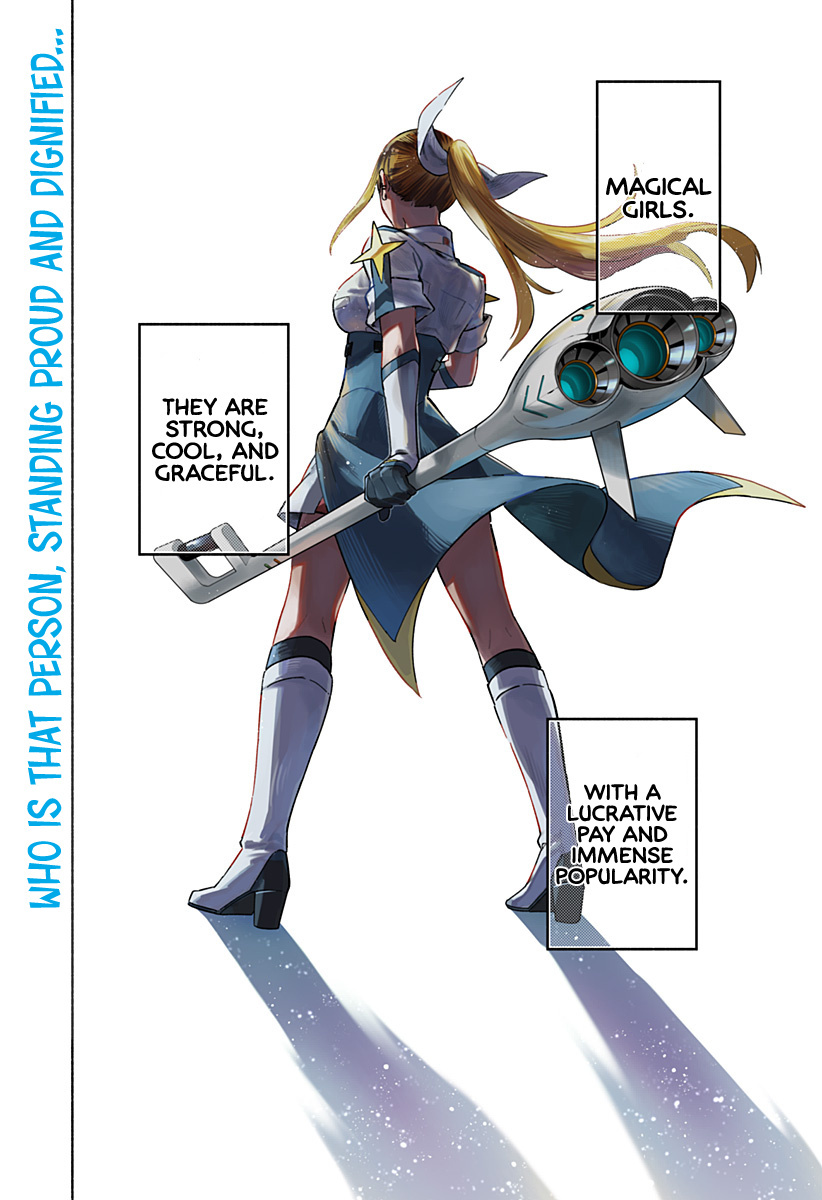 WHO IS THAT PERSON, STANDING PROUD AND DIGNIFIED...
MAGICAL
GIRLS.
THEY ARE
STRONG,
COOL, AND
GRACEFUL.
WITH A
LUCRATIVE
PAY AND
IMMENSE
POPULARITY.